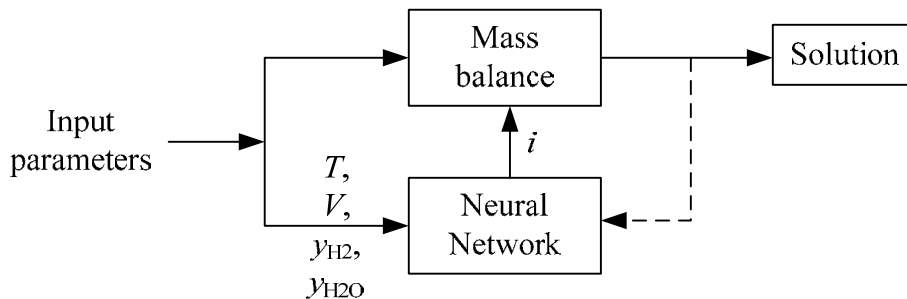 Mass
balance
Solution
Input
parameters
i
T,
V,
yH2,
yH2O
Neural
Network